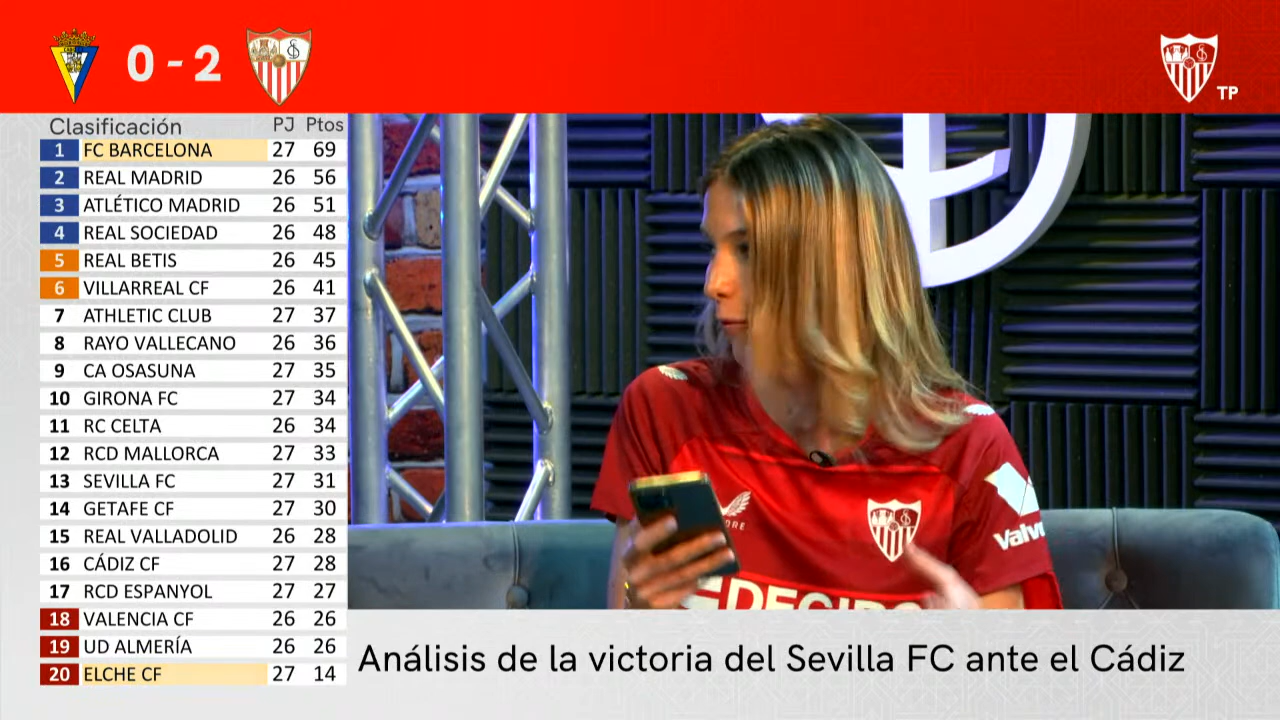 0 - 2
TP
Clasificación PJ Ptos
1 FC BARCELONA 27 69
2 REAL MADRID 26 56
3 ATLÉTICO MADRID 26 51
4 REAL SOCIEDAD 26 48
5 REAL BETIS 26 45
6 VILLARREAL CF 26 41
7 ATHLETIC CLUB 27 37
8 RAYO VALLECANO 26 36
9 CA OSASUNA 27 35
10 GIRONA FC 27 34
11 RC CELTA 26 34
12 RCD MALLORCA 27 33
13 SEVILLA FC 27 31
14 GETAFE CF 27 30
15 REAL VALLADOLID 26 28
16 CÁDIZ CF 27 28
17 RCD ESPANYOL 27 27
18 VALENCIA CF 26 26
19 UD ALMERÍA 26 26
20 ELCHE CF 27 14
Análisis de la victoria del Sevilla FC ante el Cádiz